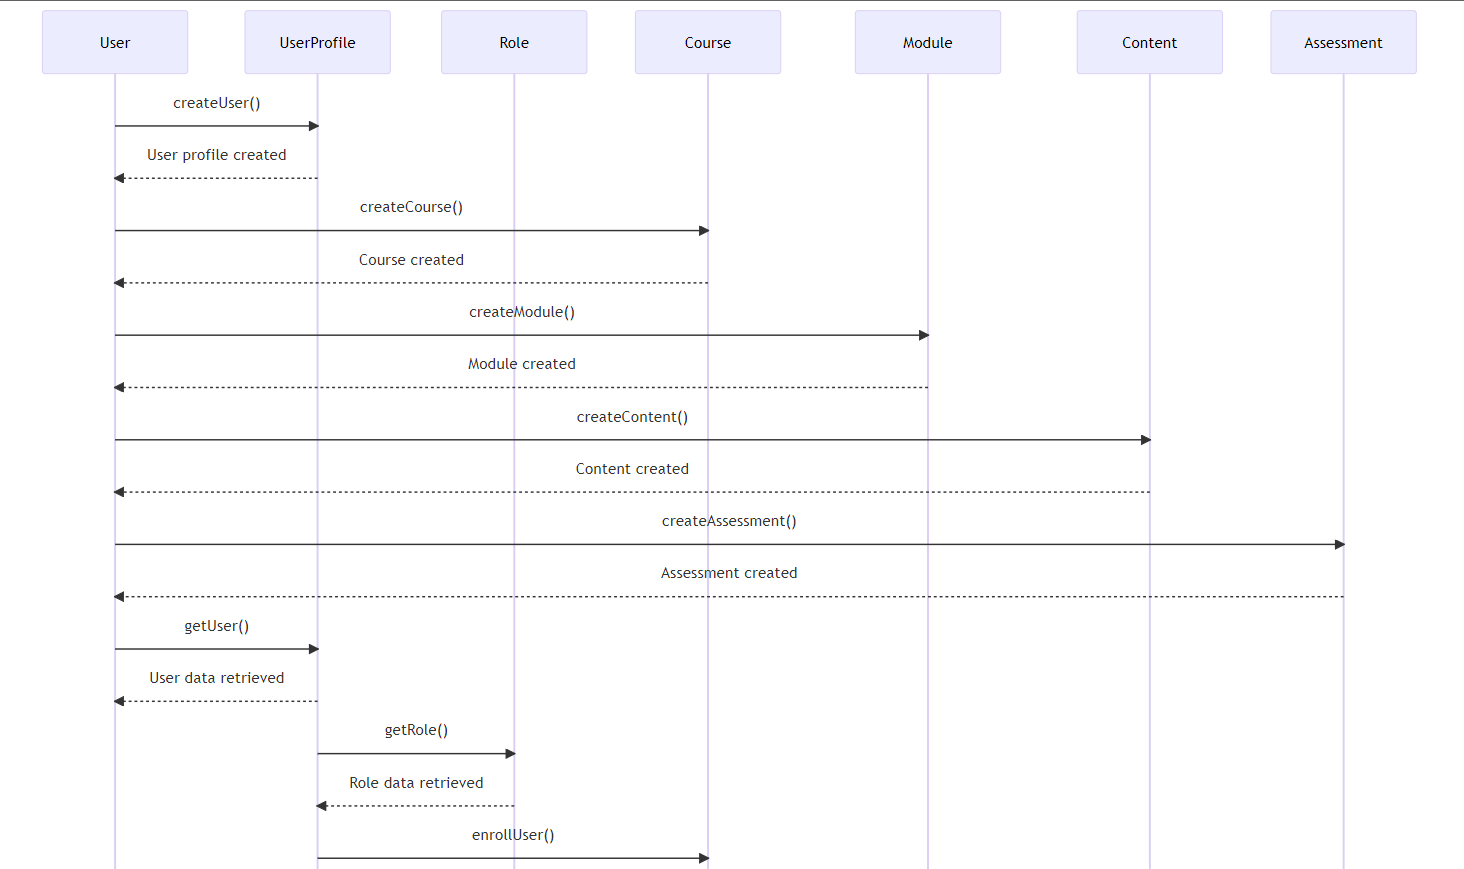 User
UserProfile
Role
Course
Module
Content
Assessment
createUser()
User profile created
createCourse()
Course created
createModule()
Module created
createContent()
Content created
createAssessment()
Assessment created
getUser()
User data retrieved
getRole()
Role data retrieved
enrollUser()